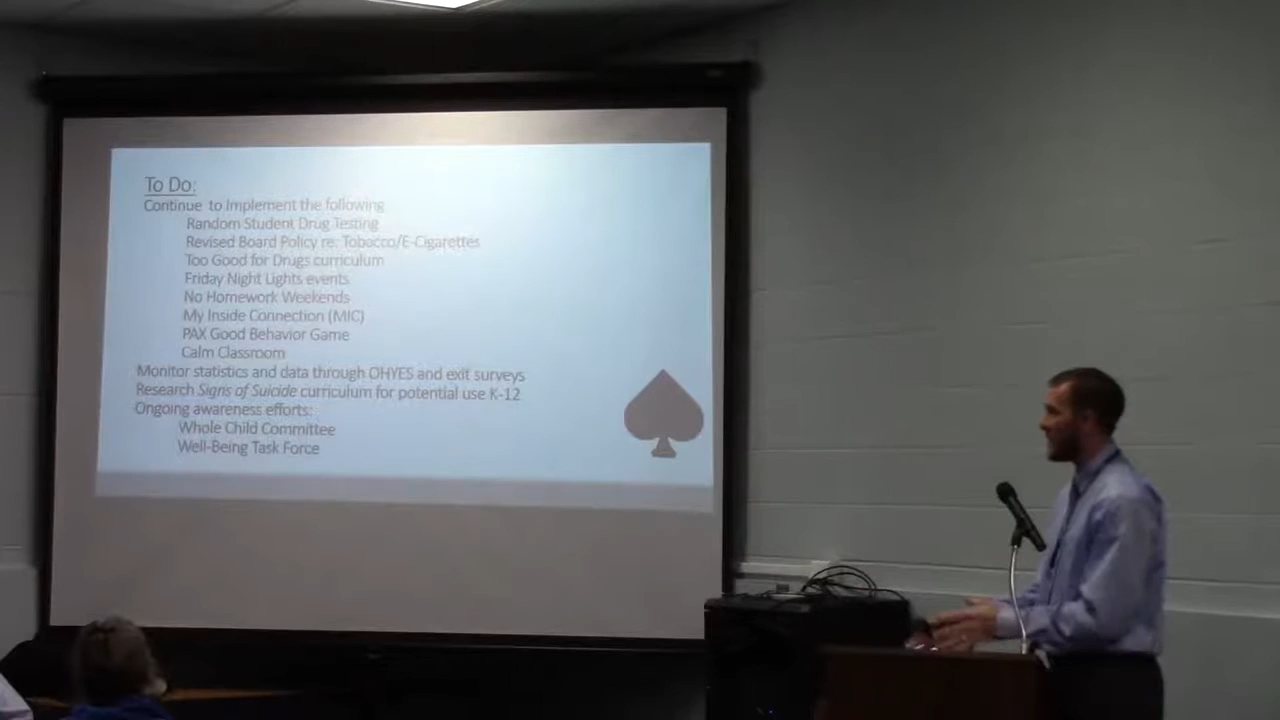 To Do:
Continue to Implement the following
Random Student Drug Testing
Revised Board Policy re: Tobacco/E-Cigarettes
Too Good for Drugs curriculum
Friday Night Lights events
No Homework Weekends
My Inside Connection (MIC)
PAX Good Behavior Game
Calm Classroom
Monitor statistics and data through OHYES and exit surveys
Research Signs of Suicide curriculum for potential use K-12
Ongoing awareness efforts:
Whole Child Committee
Well-Being Task Force